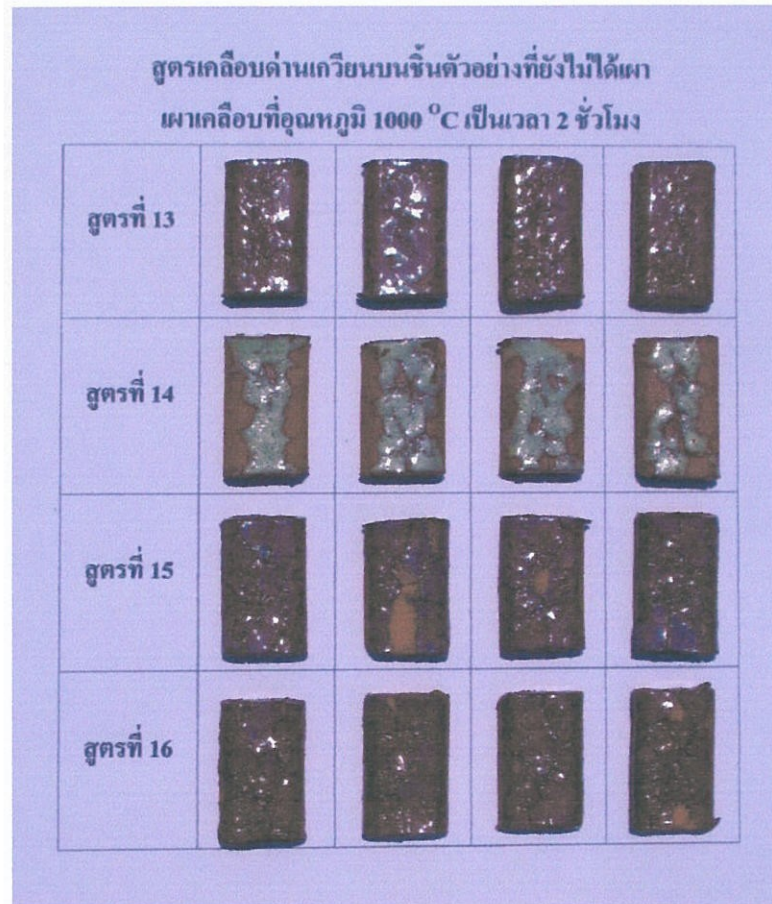 สูตรเคลือบด่านเกวียนบนชิ้นตัวอย่างที่ยังไม่ได้เผา
เผาเคลือบที่อุณหภูมิ 1000 °C เป็นเวลา 2 ชั่วโมง
สูตรที่ 13
สูตรที่ 14
สูตรที่ 15
สูตรที่ 16